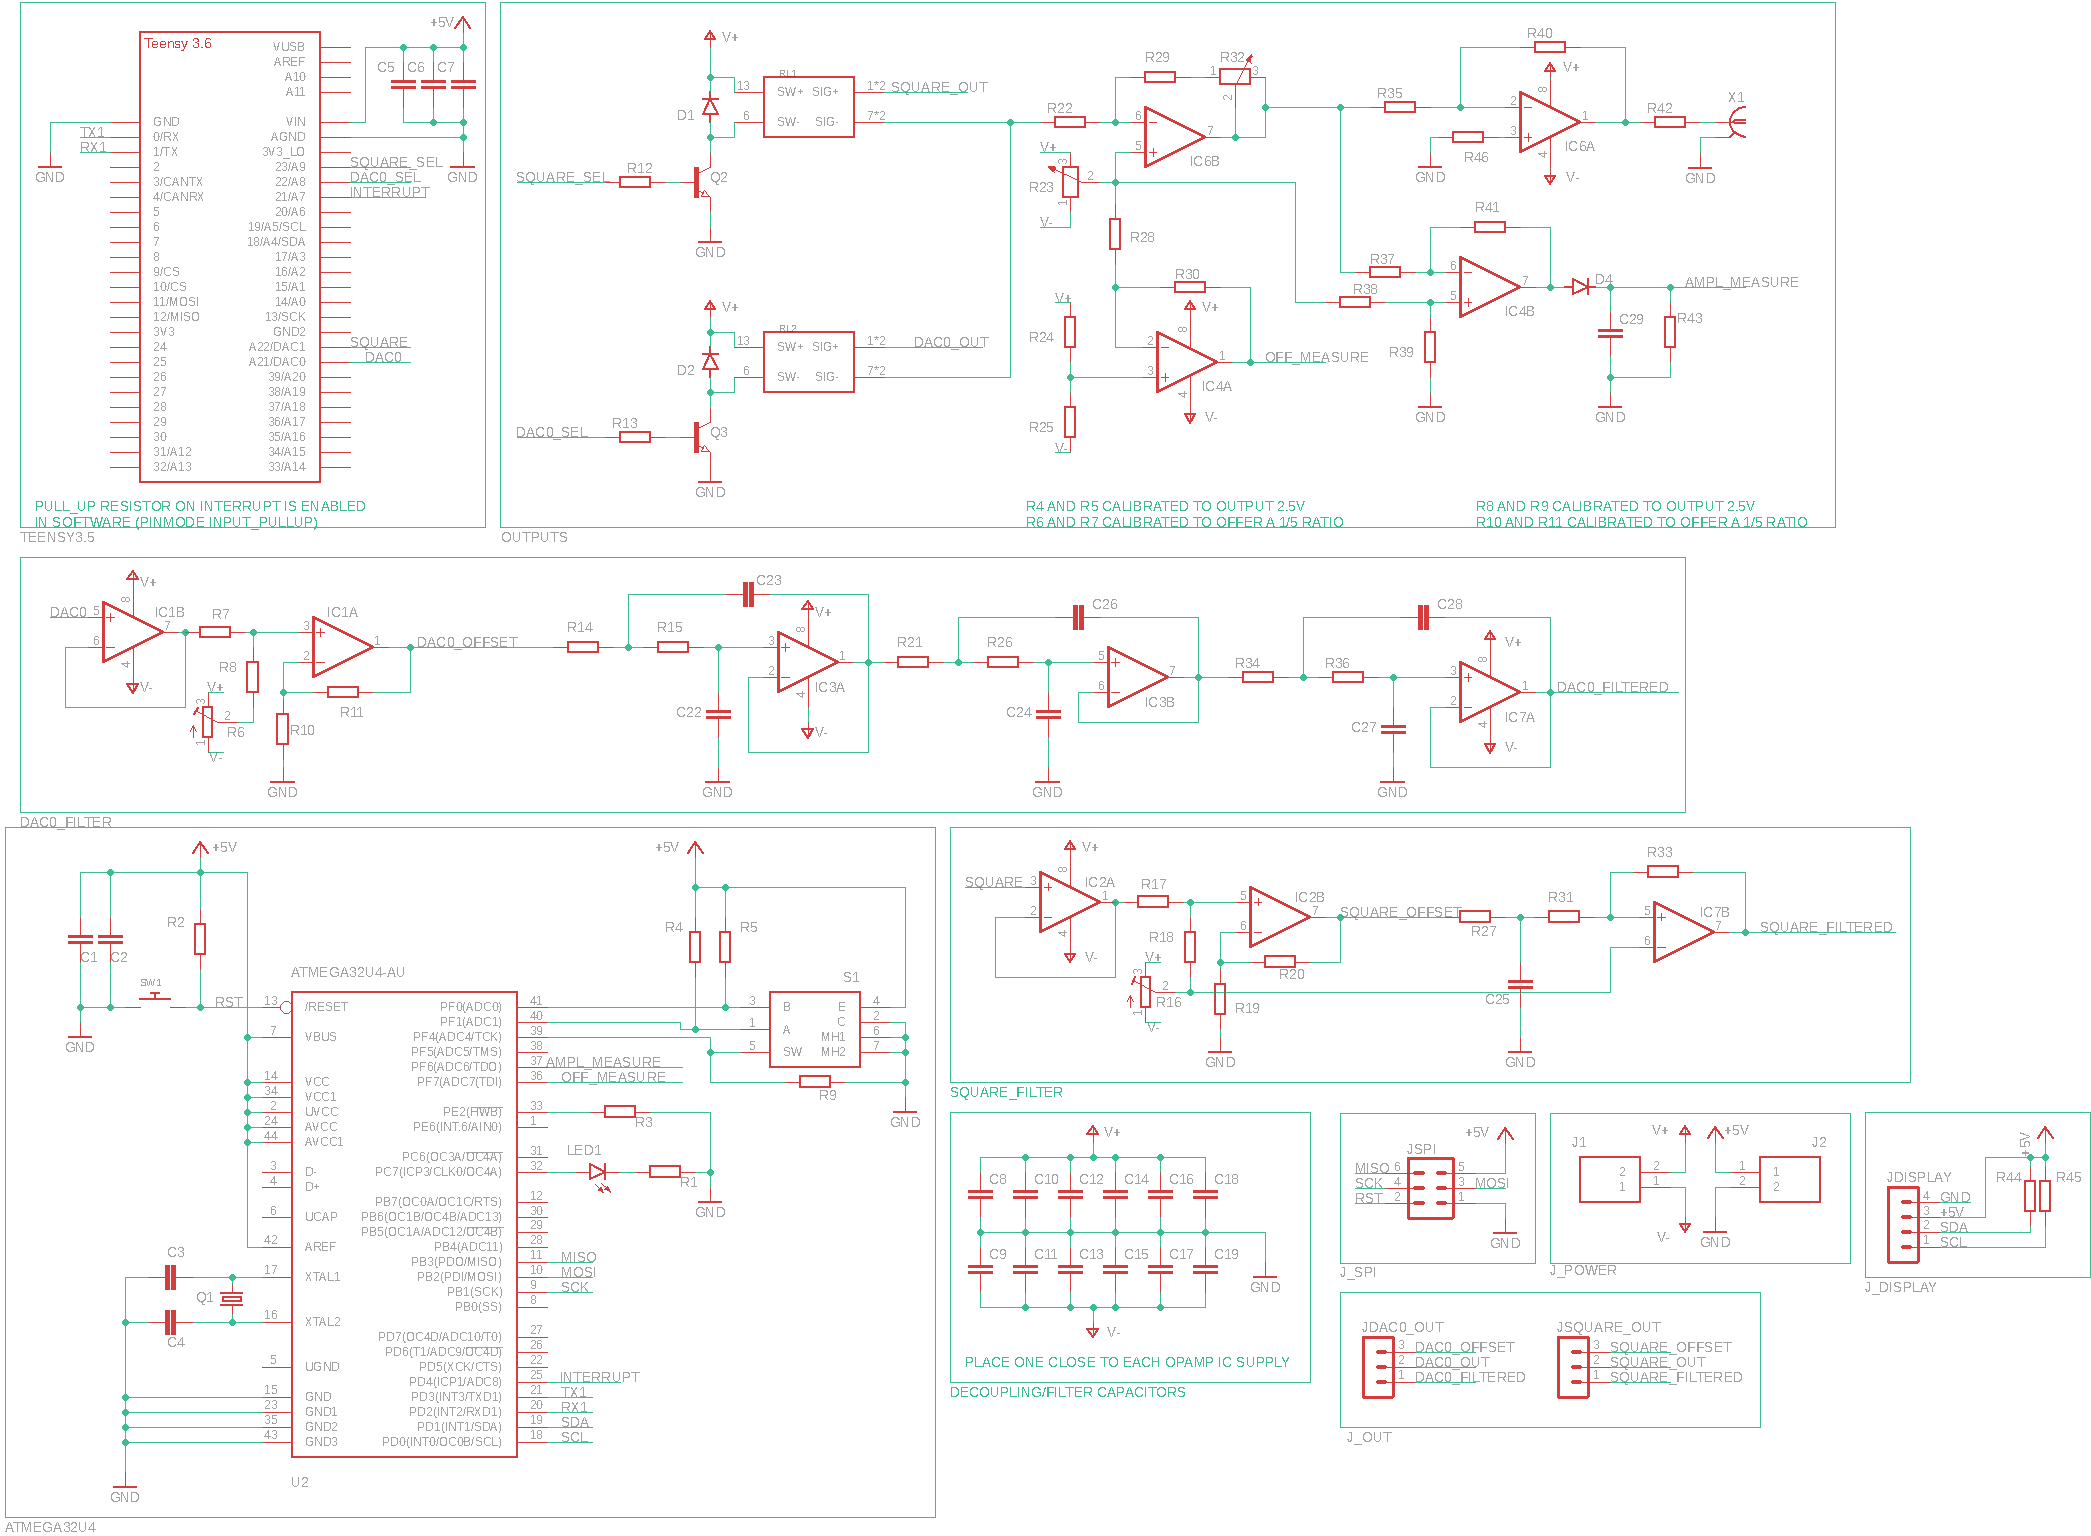 Teensy 3.6
VUSB
AREF
A10
A11
GND
VIN
0/RX
AGND
1/TX
3V3_LO
2
23/A9
3/CANTX
22/A8
4/CANRX
21/A7
5
20/A6
6
19/A5/SCL
7
18/A4/SDA
8
17/A3
9/CS
16/A2
10/CS
15/A1
11/MOSI
14/A0
12/MISO
13/SCK
3V3
GND2
24
A22/DAC1
25
A21/DAC0
26
39/A20
27
38/A19
28
37/A18
29
36/A17
30
35/A16
31/A12
34/A15
32/A13
33/A14
TX1
RX1
GND
+5V
C5 C6 C7
SQUARE_SEL
DAC0_SEL
INTERRUPT
GND
SQUARE
DAC0
PULL_UP RESISTOR ON INTERRUPT IS ENABLED
IN SOFTWARE (PINMODE INPUT_PULLUP)
TEENSY3.5
V+
D1
13
6
RL1
SW+ SIG+
SW- SIG-
1*2
7*2
SQUARE_OUT
SQUARE_SEL
R12
Q2
GND
V+
D2
13
6
RL2
SW+ SIG+
SW- SIG-
1*2
7*2
DAC0_OUT
DAC0_SEL
R13
Q3
GND
R22
R29
R32
1
3
2
6
5
7
IC6B
V+
3
R23
2
1
V-
R28
R30
V+
R24
R25
V-
V+
8
2
3
1
4
IC4A
V-
OFF_MEASURE
R35
R40
V+
8
2
3
1
4
IC6A
V-
R46
GND
R42
X1
GND
R41
R37
R38
6
5
7
IC4B
R39
GND
D4
C29
R43
AMPL_MEASURE
GND
R4 AND R5 CALIBRATED TO OUTPUT 2.5V
R6 AND R7 CALIBRATED TO OFFER A 1/5 RATIO
R8 AND R9 CALIBRATED TO OUTPUT 2.5V
R10 AND R11 CALIBRATED TO OFFER A 1/5 RATIO
OUTPUTS
DAC0
V+
8
5
6
7
4
IC1B
V-
R7
R8
V+
3
2
1
R6
V-
IC1A
3
2
1
R11
R10
GND
DAC0_OFFSET
R14
R15
C23
C22
GND
V+
8
3
2
1
4
IC3A
V-
R21
R26
C26
C24
GND
5
6
7
IC3B
R34
R36
C28
C27
GND
V+
8
3
2
1
4
IC7A
V-
DAC0_FILTERED
DAC0_FILTER
+5V
C1 C2
R2
SW1
RST
GND
ATMEGA32U4-AU
13 /RESET
7 VBUS
14 VCC
34 VCC1
2 UVCC
24 AVCC
44 AVCC1
3 D-
4 D+
6 UCAP
42 AREF
17 XTAL1
16 XTAL2
5 UGND
15 GND
23 GND1
35 GND2
43 GND3
C3
Q1
C4
GND
PF0(ADC0) 41
PF1(ADC1) 40
PF4(ADC4/TCK) 39
PF5(ADC5/TMS) 38
PF6(ADC6/TDO) 37 AMPL_MEASURE
PF7(ADC7(TDI) 36 OFF_MEASURE
PE2(HWB) 33
PE6(INT.6/AIN0) 1
PC6(OC3A/OC4A) 31
PC7(ICP3/CLK0/OC4A) 32
PB7(OC0A/OC1C/RTS) 12
PB6(OC1B/OC4B/ADC13) 30
PB5(OC1A/ADC12/OC4B) 29
PB4(ADC11) 28
PB3(PDO/MISO) 11 MISO
PB2(PDI/MOSI) 10 MOSI
PB1(SCK) 9 SCK
PB0(SS) 8
PD7(OC4D/ADC10/T0) 27
PD6(T1/ADC9/OC4D) 26
PD5(XCK/CTS) 22
PD4(ICP1/ADC8) 25 INTERRUPT
PD3(INT3/TXD1) 21 TX1
PD2(INT2/RXD1) 20 RX1
PD1(INT1/SDA) 19 SDA
PD0(INT0/OC0B/SCL) 18 SCL
U2
+5V
R4
R5
S1
3 B E 4
1 A C 2
MH1 6
5 SW MH2 7
R9
GND
R3
LED1
R1
GND
ATMEGA32U4
SQUARE
V+
8
3
2
1
4
IC2A
V-
R17
R18
V+
3
2
1
R16
V-
5
6
7
IC2B
R20
R19
GND
SQUARE_OFFSET
R27
R31
C25
GND
R33
5
6
7
IC7B
SQUARE_FILTERED
SQUARE_FILTER
V+
C8 C10 C12 C14 C16 C18
C9 C11 C13 C15 C17 C19
GND
V-
PLACE ONE CLOSE TO EACH OPAMP IC SUPPLY
DECOUPLING/FILTER CAPACITORS
JSPI
+5V
MISO 6 5
SCK 4 3 MOSI
RST 2 1
GND
J_SPI
J1
2 2
1 1
V+
V-
+5V
J2
1 1
2 2
GND
J_POWER
JDISPLAY
4 GND
3 +5V
2 SDA
1 SCL
+5V
R44 R45
J_DISPLAY
JDAC0_OUT
3 DAC0_OFFSET
2 DAC0_OUT
1 DAC0_FILTERED
JSQUARE_OUT
3 SQUARE_OFFSET
2 SQUARE_OUT
1 SQUARE_FILTERED
J_OUT